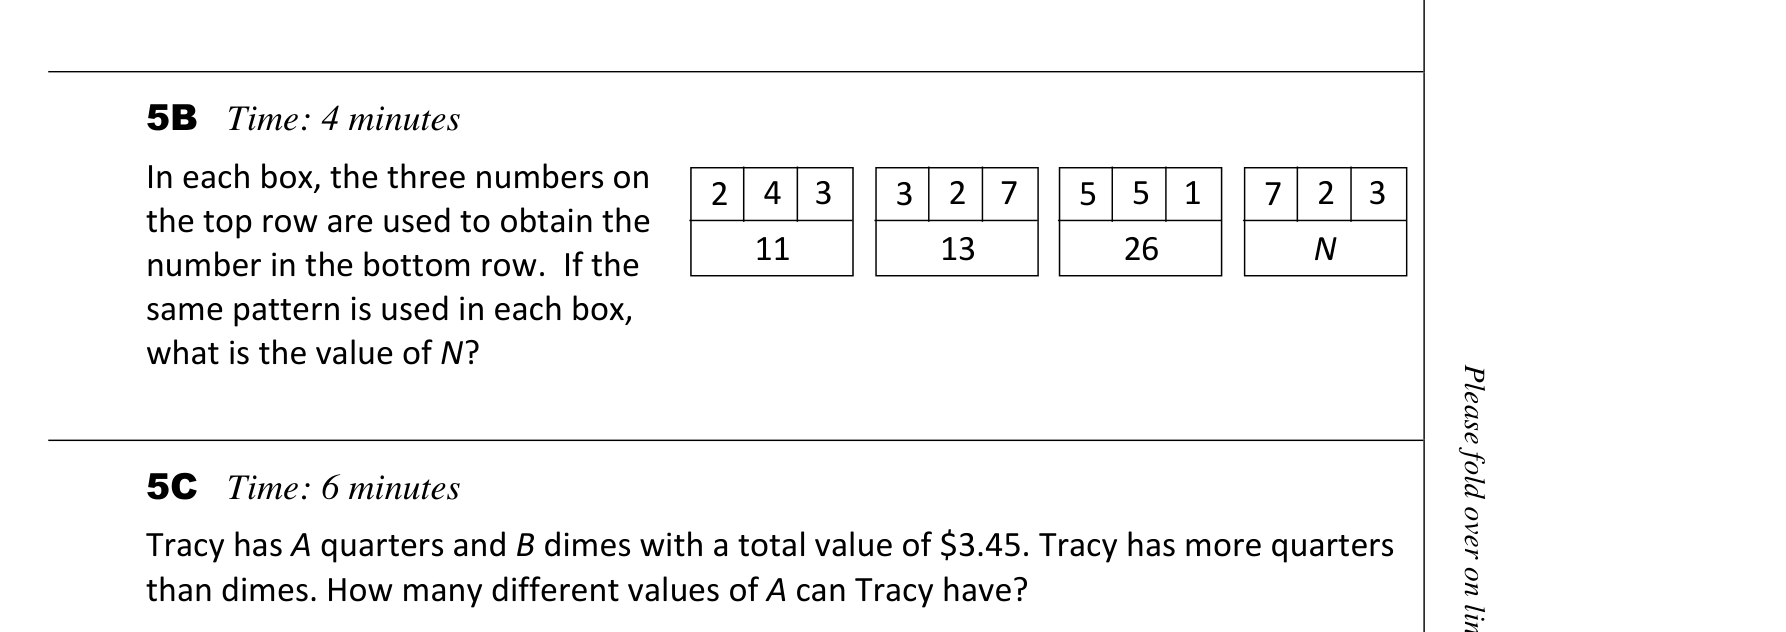 5B Time: 4 minutes
In each box, the three numbers on
the top row are used to obtain the
number in the bottom row. If the
same pattern is used in each box,
what is the value of N?
2 4 3
11
3 2 7
13
5 5 1
26
7 2 3
N
5C Time: 6 minutes
Tracy has A quarters and B dimes with a total value of $3.45. Tracy has more quarters
than dimes. How many different values of A can Tracy have?
Please fold over on